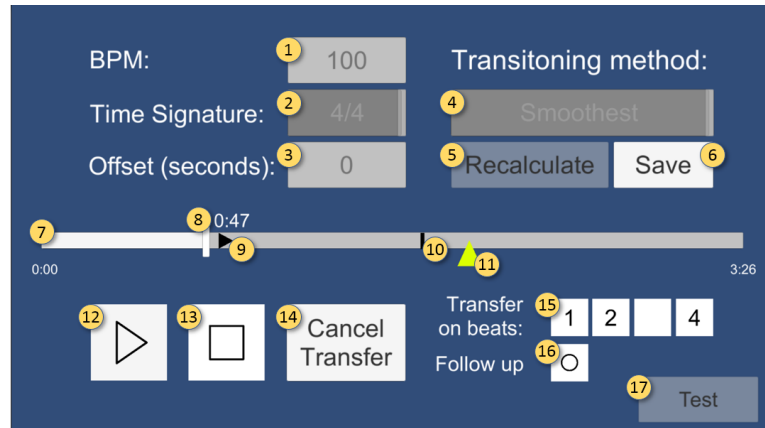 BPM:
1
100
Transitoning method:
Time Signature:
2
4/4
4
Smoothest
Offset (seconds):
3
0
5
Recalculate
Save
6
7
8
0:47
9
10
11
0:00
3:26
12
13
14
Cancel
Transfer
Transfer
on beats:
15
1
2
4
Follow up
16
17
Test